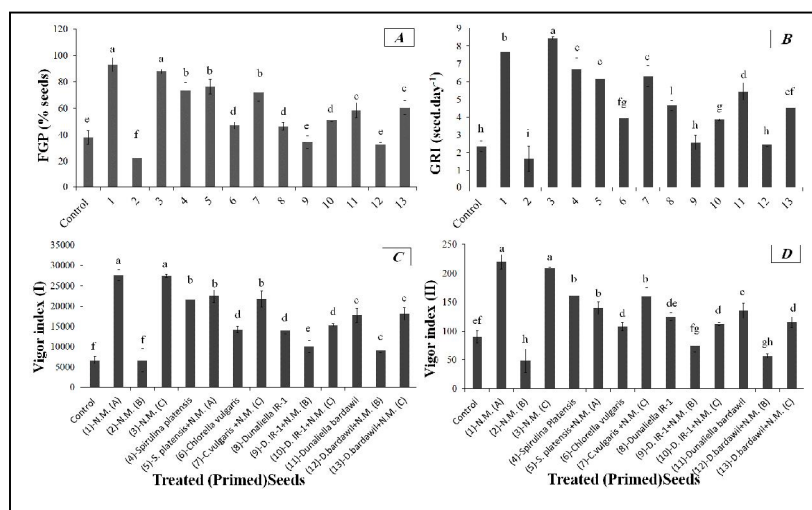 A
FGP (% seeds)
120
100
80
60
40
20
0
e
a
f
a
b
b
d
b
d
e
d
c
e
c
Control
1
2
3
4
5
6
7
8
9
10
11
12
13
B
GRI (seed.day-1)
9
8
7
6
5
4
3
2
1
0
h
b
i
a
c
c
fg
c
h
g
d
h
ef
Control
1
2
3
4
5
6
7
8
9
10
11
12
13
C
Vigor index (I)
35000
30000
25000
20000
15000
10000
5000
0
f
a
f
a
b
b
d
b
d
e
d
c
e
c
Control
(1)-N.M. (A)
(2)-N.M. (B)
(3)-N.M. (C)
(4)-Spirulina platensis
(5)-S. platensis+N.M. (A)
(6)-Chlorella vulgaris
(7)-C.vulgaris +N.M. (C)
(8)-Dunaliella IR-1
(9)-D. IR-1+N.M. (B)
(10)-D. IR-1+N.M. (C)
(11)-Dunaliella bardawil
(12)-D.bardawil+N.M. (B)
(13)-D.bardawil+N.M. (C)
Treated (Primed)Seeds
D
Vigor index (II)
250
200
150
100
50
0
ef
a
h
a
b
b
d
b
de
fg
d
c
gh
d
Control
(1)-N.M. (A)
(2)-N.M. (B)
(3)-N.M. (C)
(4)-Spirulina Platensis
(5)-S. platensis+N.M. (A)
(6)-Chlorella vulgaris
(7)-C.vulgaris + N.M. (C)
(8)-Dunaliella IR-1
(9)-D. IR-1+N.M. (B)
(10)-D. IR-1+N.M. (C)
(11)-Dunaliella bardawil
(12)-D.bardawil+N.M. (B)
(13)-D.bardawil+N.M. (C)
Treated (Primed)Seeds